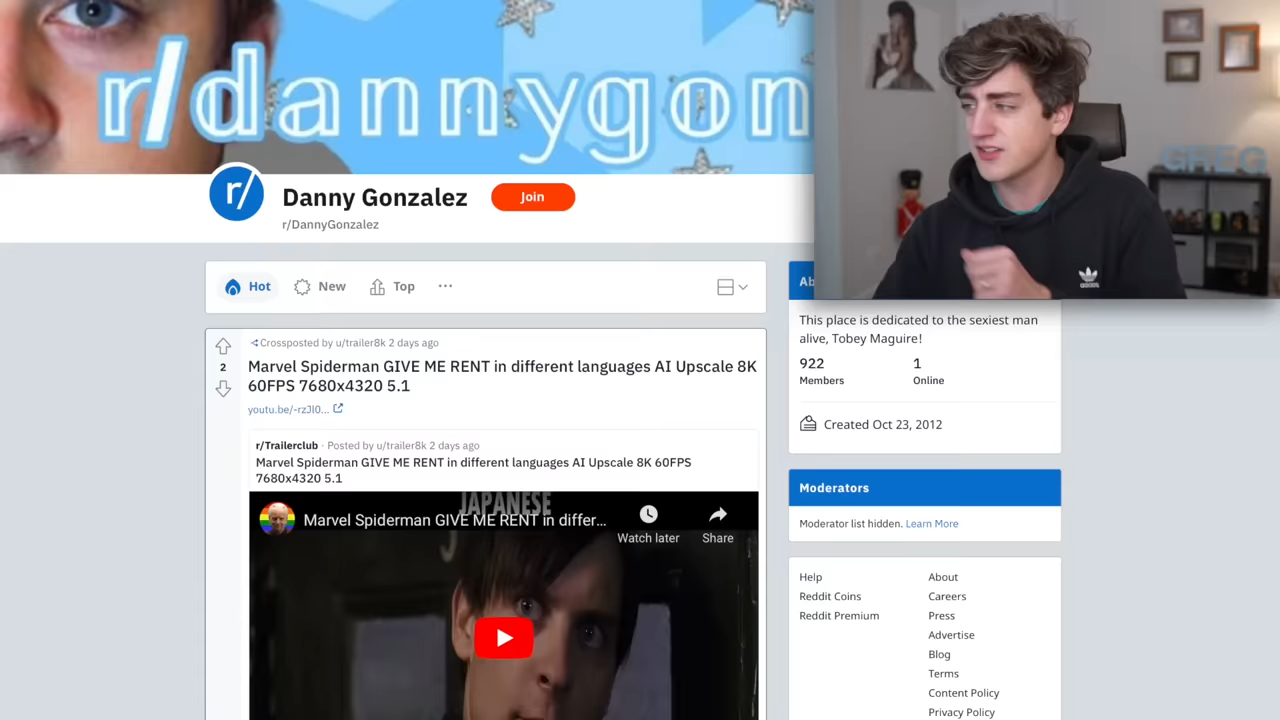 r/dannygon
GREG
adidas
r/
Danny Gonzalez
Join
r/DannyGonzalez
Hot
New
Top
Ab
This place is dedicated to the sexiest man
alive, Tobey Maguire!
922
1
Members
Online
Created Oct 23, 2012
Crossposted by u/trailer8k 2 days ago
2
Marvel Spiderman GIVE ME RENT in different languages AI Upscale 8K
60FPS 7680x4320 5.1
youtu.be/-rzJl0...
r/Trailerclub · Posted by u/trailer8k 2 days ago
Marvel Spiderman GIVE ME RENT in different languages AI Upscale 8K 60FPS
7680x4320 5.1
JAPANESE
Marvel Spiderman GIVE ME RENT in differ...
Watch later
Share
Moderators
Moderator list hidden. Learn More
Help
About
Reddit Coins
Careers
Reddit Premium
Press
Advertise
Blog
Terms
Content Policy
Privacy Policy